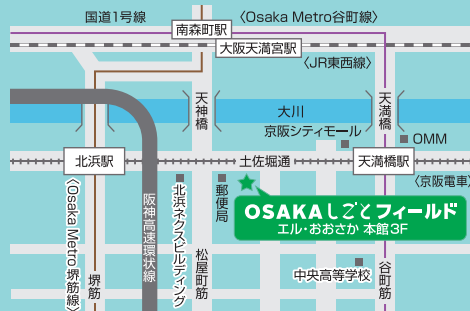 国道1号線
南森町駅
〈Osaka Metro谷町線〉
大阪天満宮駅
〈JR東西線〉
天神橋
大川
天満橋
京阪シティモール
OMM
北浜駅
土佐堀通
天満橋駅
〈京阪電車〉
〈Osaka Metro 堺筋線〉
堺筋
阪神高速環状線
北浜ネクスビルディング
郵便局
松屋町筋
OSAKAしごとフィールド
エル・おおさか 本館3F
中央高等学校
谷町筋